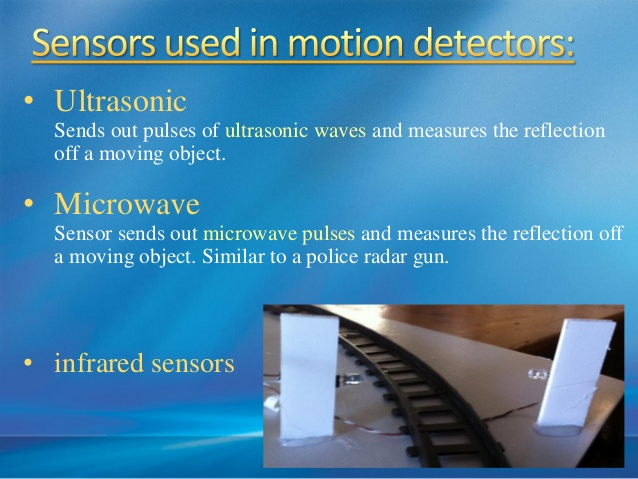 Sensors used in motion detectors:
• Ultrasonic
Sends out pulses of ultrasonic waves and measures the reflection
off a moving object.
• Microwave
Sensor sends out microwave pulses and measures the reflection off
a moving object. Similar to a police radar gun.
• infrared sensors